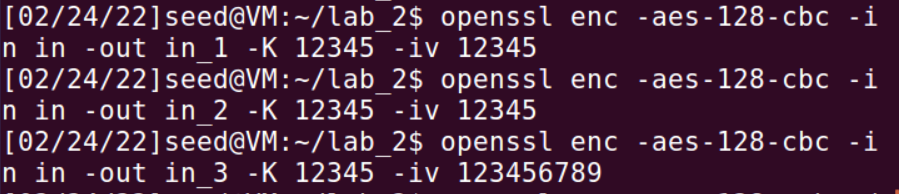 [02/24/22]seed@VM:~/lab_2$ openssl enc -aes-128-cbc -i
n in -out in_1 -K 12345 -iv 12345
[02/24/22]seed@VM:~/lab_2$ openssl enc -aes-128-cbc -i
n in -out in_2 -K 12345 -iv 12345
[02/24/22]seed@VM:~/lab_2$ openssl enc -aes-128-cbc -i
n in -out in_3 -K 12345 -iv 123456789